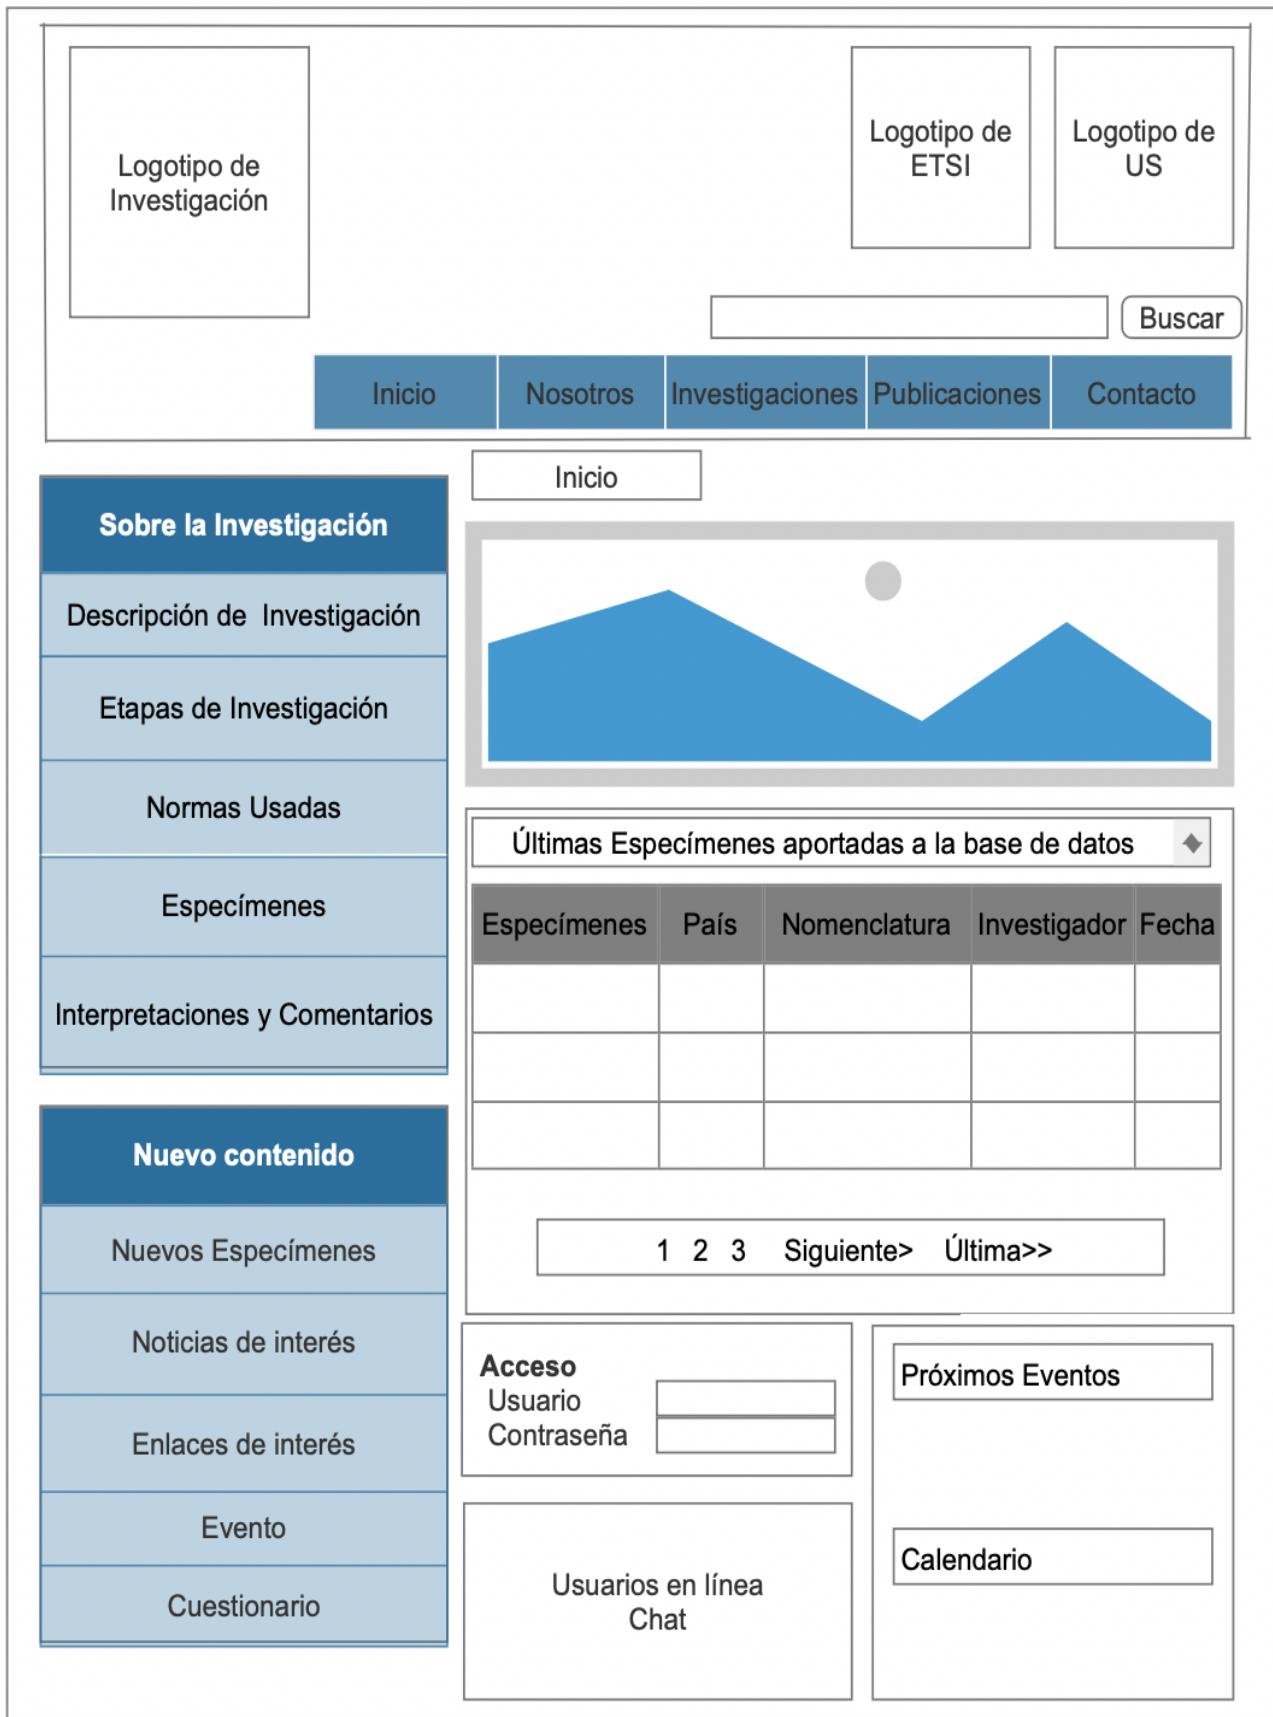 Logotipo de
Investigación
Logotipo de
ETSI
Logotipo de
US
Buscar
Inicio
Nosotros
Investigaciones
Publicaciones
Contacto
Inicio
Sobre la Investigación
Descripción de  Investigación
Etapas de Investigación
Normas Usadas
Especímenes
Interpretaciones y Comentarios
Nuevo contenido
Nuevos Especímenes
Noticias de interés
Enlaces de interés
Evento
Cuestionario
Últimas Especímenes aportadas a la base de datos
Especímenes País Nomenclatura Investigador Fecha
1 2 3 Siguiente> Última>>
Acceso
Usuario
Contraseña
Usuarios en línea
Chat
Próximos Eventos
Calendario